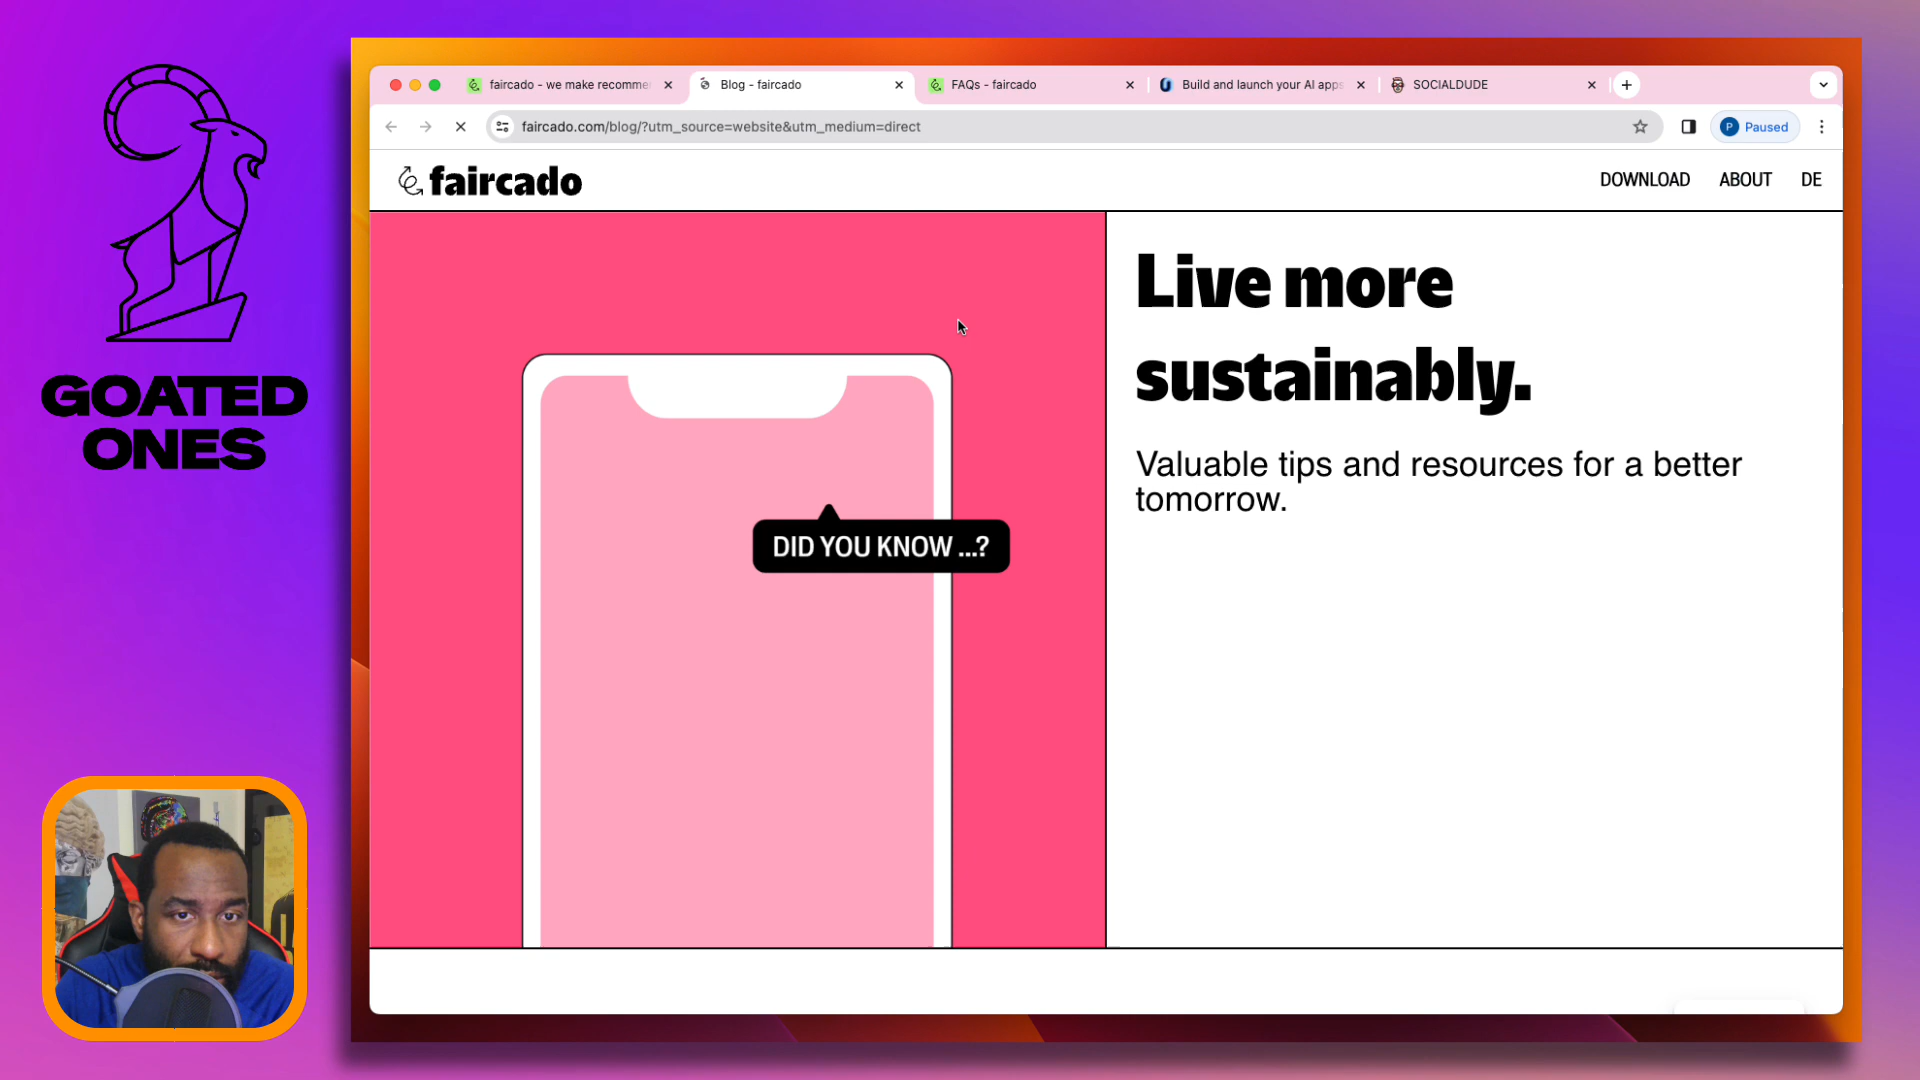 GOATED
ONES
faircado - we make recommen
Blog - faircado
FAQs - faircado
Build and launch your AI apps
SOCIALDUDE
faircado.com/blog/?utm_source=website&utm_medium=direct
P Paused
faircado
DOWNLOAD ABOUT DE
Live more
sustainably.
Valuable tips and resources for a better
tomorrow.
DID YOU KNOW ...?